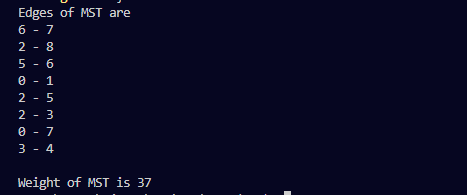 Edges of MST are
6 - 7
2 - 8
5 - 6
0 - 1
2 - 5
2 - 3
0 - 7
3 - 4
Weight of MST is 37